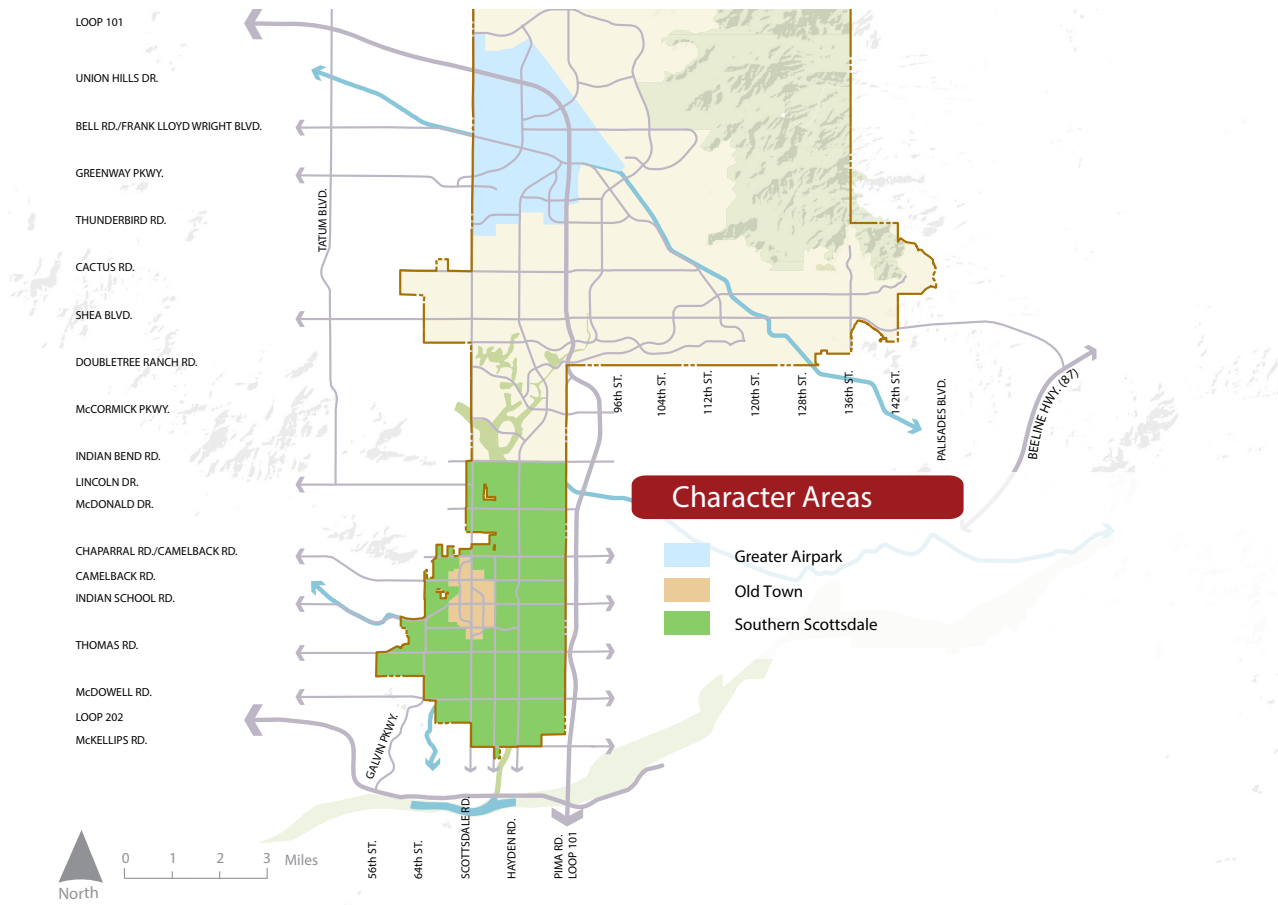 LOOP 101
UNION HILLS DR.
BELL RD./FRANK LLOYD WRIGHT BLVD.
GREENWAY PKWY.
THUNDERBIRD RD.
TATUM BLVD.
CACTUS RD.
SHEA BLVD.
DOUBLETREE RANCH RD.
McCORMICK PKWY.
INDIAN BEND RD.
LINCOLN DR.
McDONALD DR.
CHAPARRAL RD./CAMELBACK RD.
CAMELBACK RD.
INDIAN SCHOOL RD.
THOMAS RD.
McDOWELL RD.
LOOP 202
McKELLIPS RD.
GALVIN PKWY.
96th ST.
104th ST.
112th ST.
120th ST.
128th ST.
136th ST.
142th ST.
PALISADES BLVD.
BEELINE HWY. (87)
Character Areas
Greater Airpark
Old Town
Southern Scottsdale
56th ST.
64th ST.
SCOTTSDALE RD.
HAYDEN RD.
PIMA RD.
LOOP 101
0 1 2 3 Miles
North